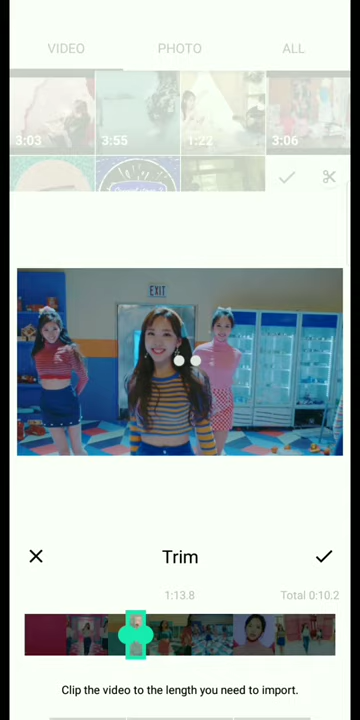 VIDEO PHOTO ALL
3:03 3:55 1:22 3:06
EXIT
Trim
1:13.8 Total 0:10.2
Clip the video to the length you need to import.